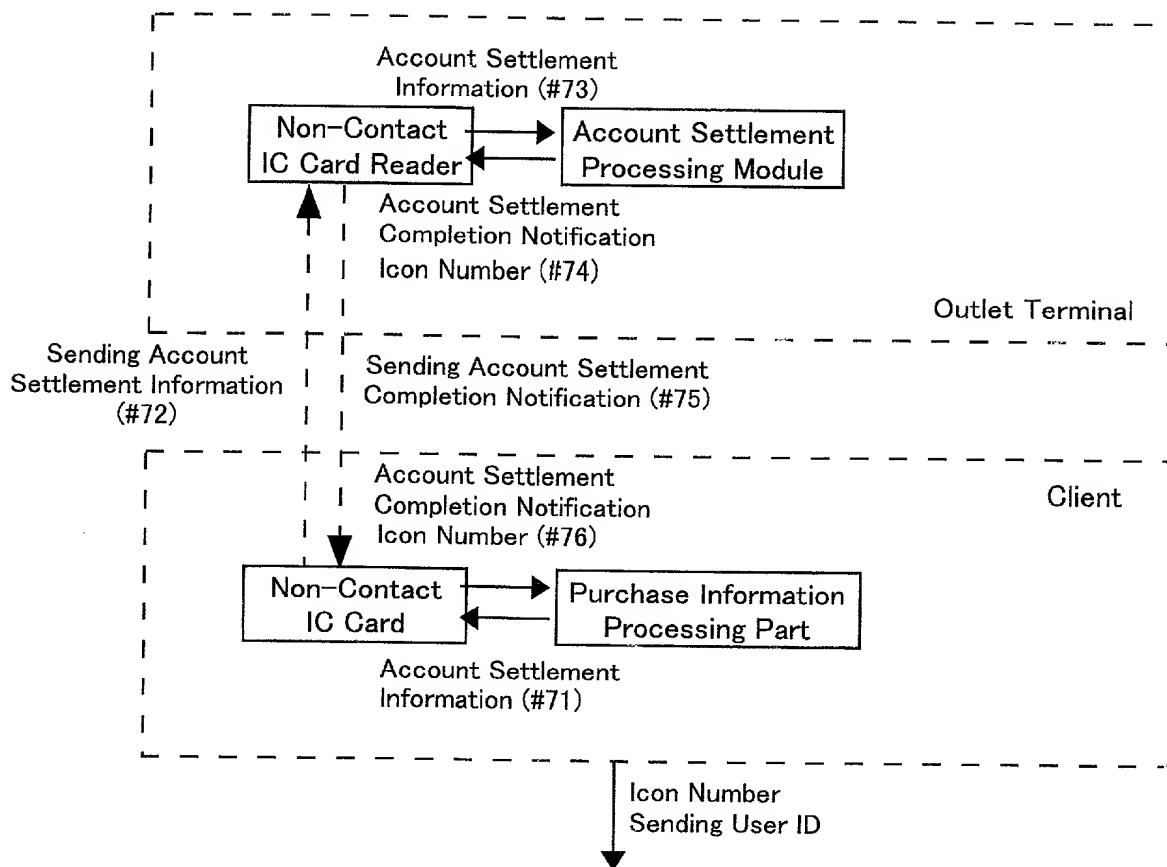 Account Settlement
Information (#73)
Non-Contact
IC Card Reader
Account Settlement
Processing Module
Account Settlement
Completion Notification
Icon Number (#74)
Outlet Terminal
Sending Account
Settlement Information
(#72)
Sending Account Settlement
Completion Notification (#75)
Account Settlement
Completion Notification
Icon Number (#76)
Client
Non-Contact
IC Card
Purchase Information
Processing Part
Account Settlement
Information (#71)
Icon Number
Sending User ID